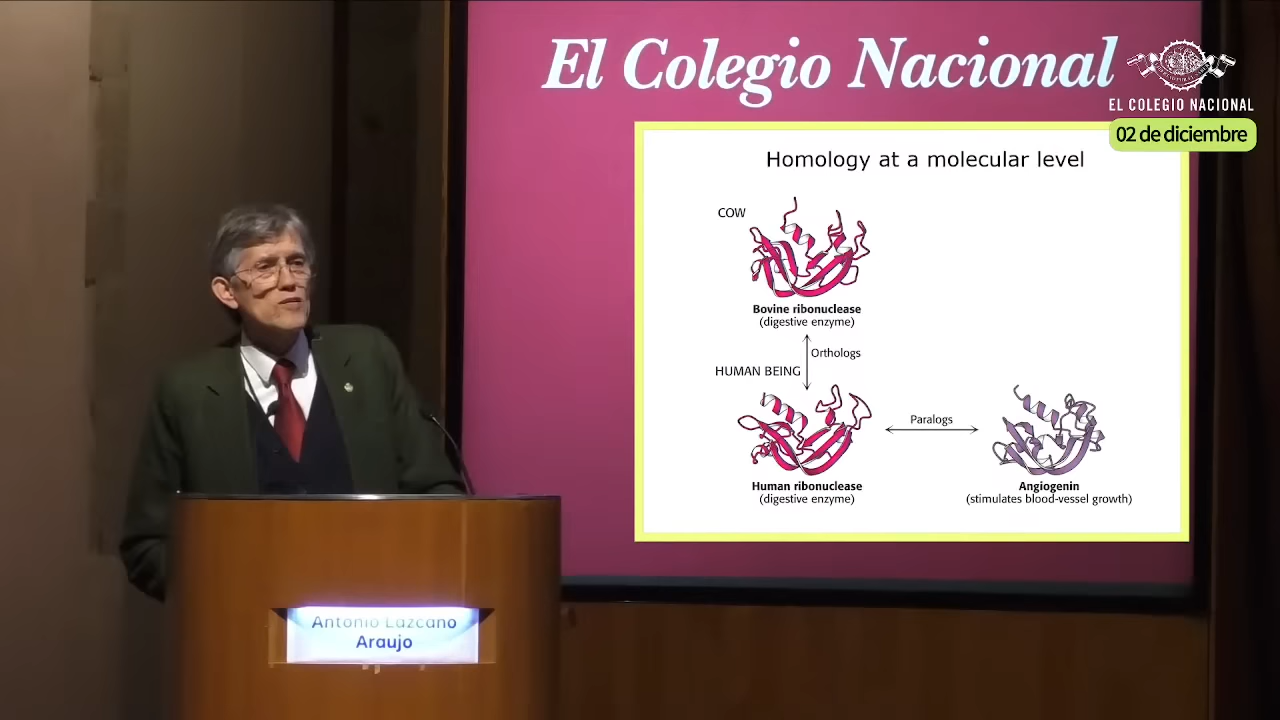 El Colegio Nacional
EL COLEGIO NACIONAL
02 de diciembre
Homology at a molecular level
COW
Bovine ribonuclease
(digestive enzyme)
Orthologs
HUMAN BEING
Paralogs
Human ribonuclease
(digestive enzyme)
Angiogenin
(stimulates blood-vessel growth)
Antonio Lazcano
Araujo